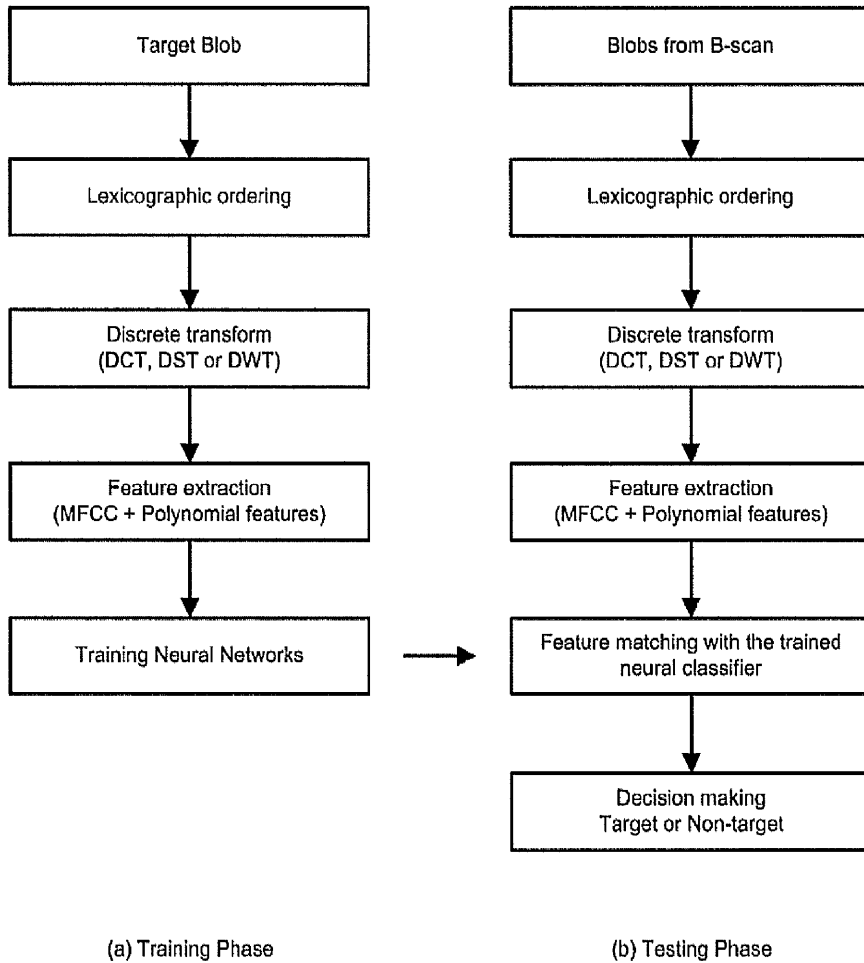 Target Blob
Lexicographic ordering
Discrete transform
(DCT, DST or DWT)
Feature extraction
(MFCC + Polynomial features)
Training Neural Networks
(a) Training Phase
Blobs from B-scan
Lexicographic ordering
Discrete transform
(DCT, DST or DWT)
Feature extraction
(MFCC + Polynomial features)
Feature matching with the trained
neural classifier
Decision making
Target or Non-target
(b) Testing Phase